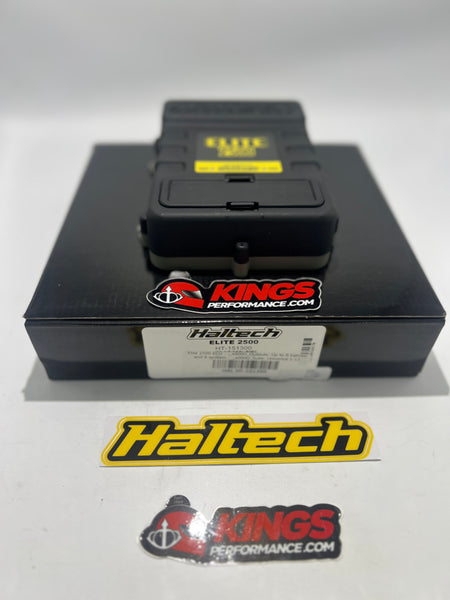 ELITE
2500
KINGS
PERFORMANCE.COM
Haltech
ELITE 2500
HT-151300
Haltech
KINGS
PERFORMANCE.COM